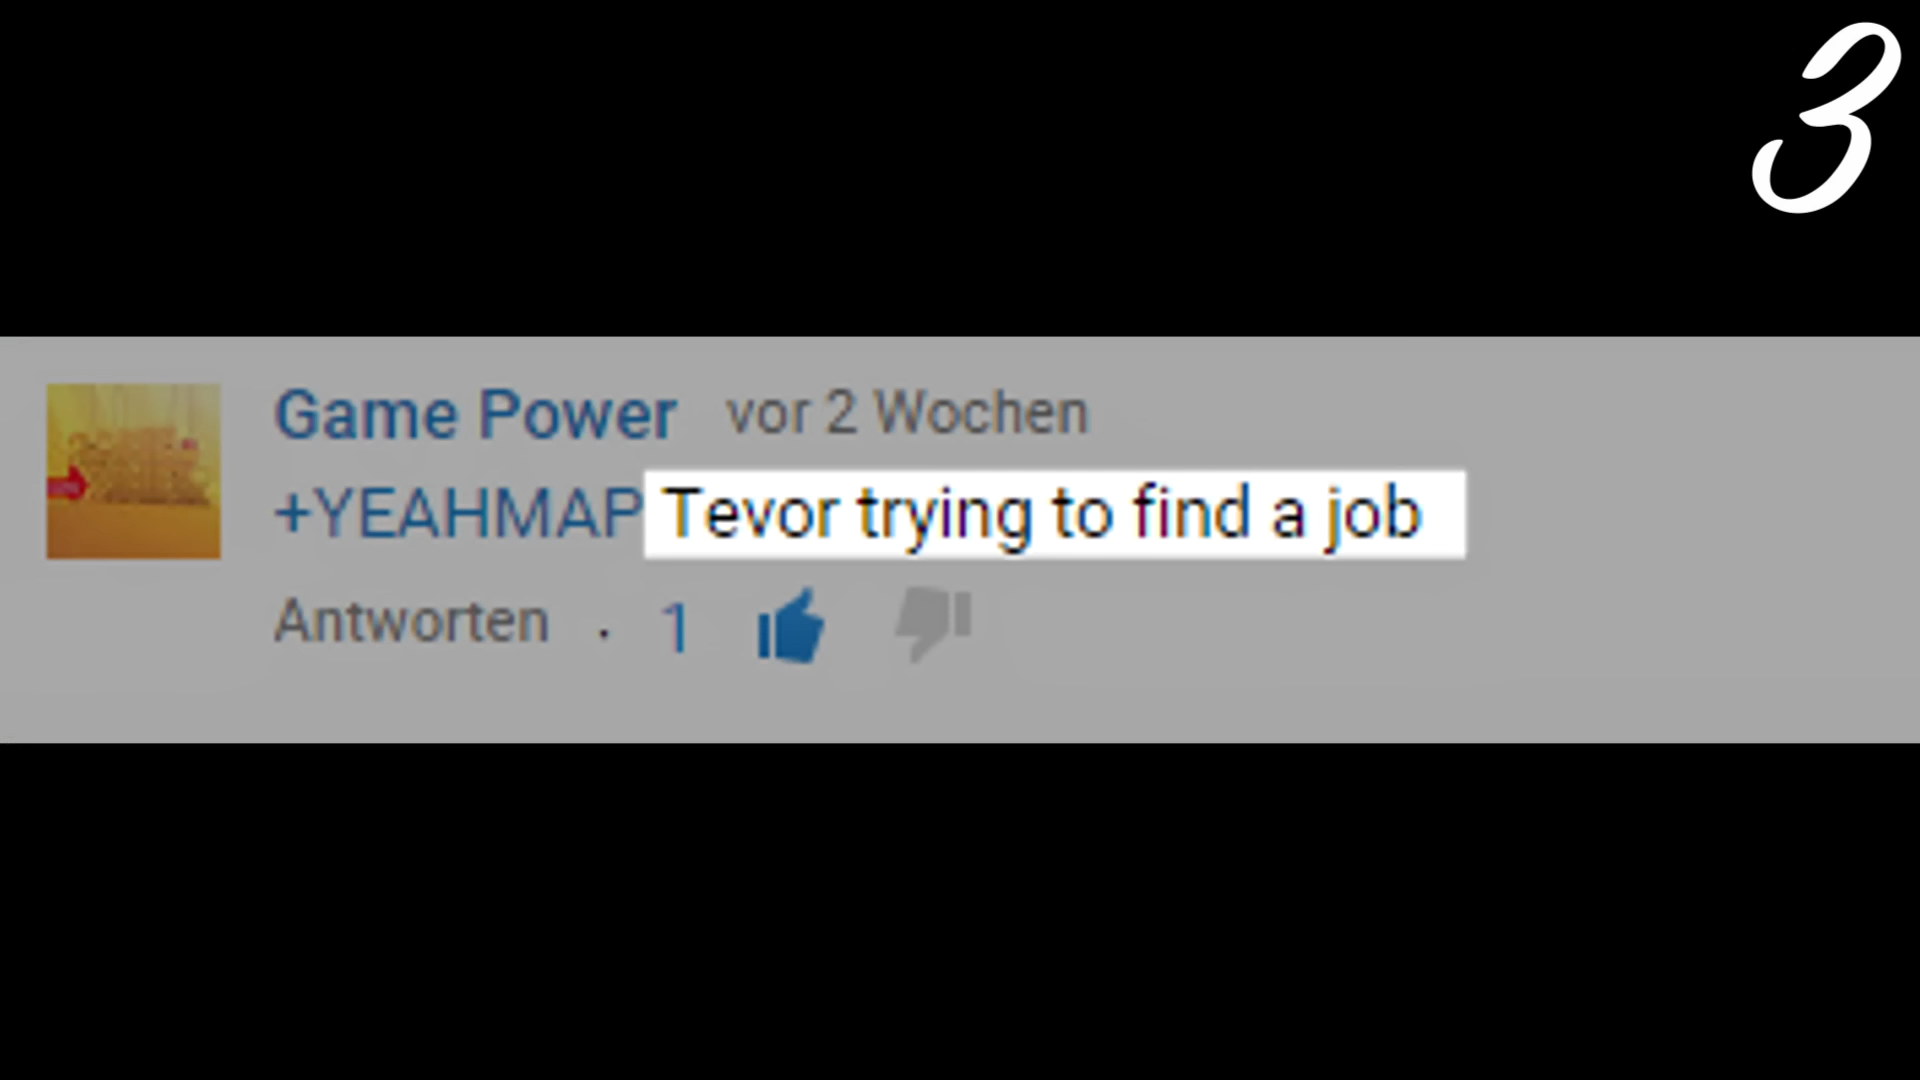 3
Game Power vor 2 Wochen
+YEAHMAP Tevor trying to find a job
Antworten · 1